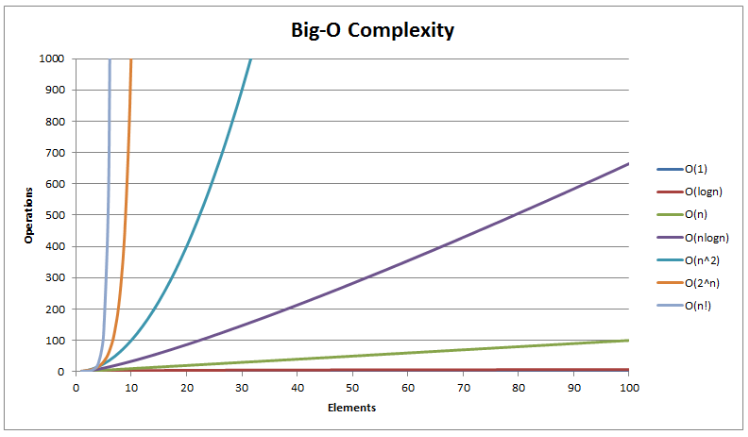 Big-O Complexity
1000
900
800
700
600
500
400
300
200
100
0
Operations
0 10 20 30 40 50 60 70 80 90 100
Elements
O(1)
O(logn)
O(n)
O(nlogn)
O(n^2)
O(2^n)
O(n!)